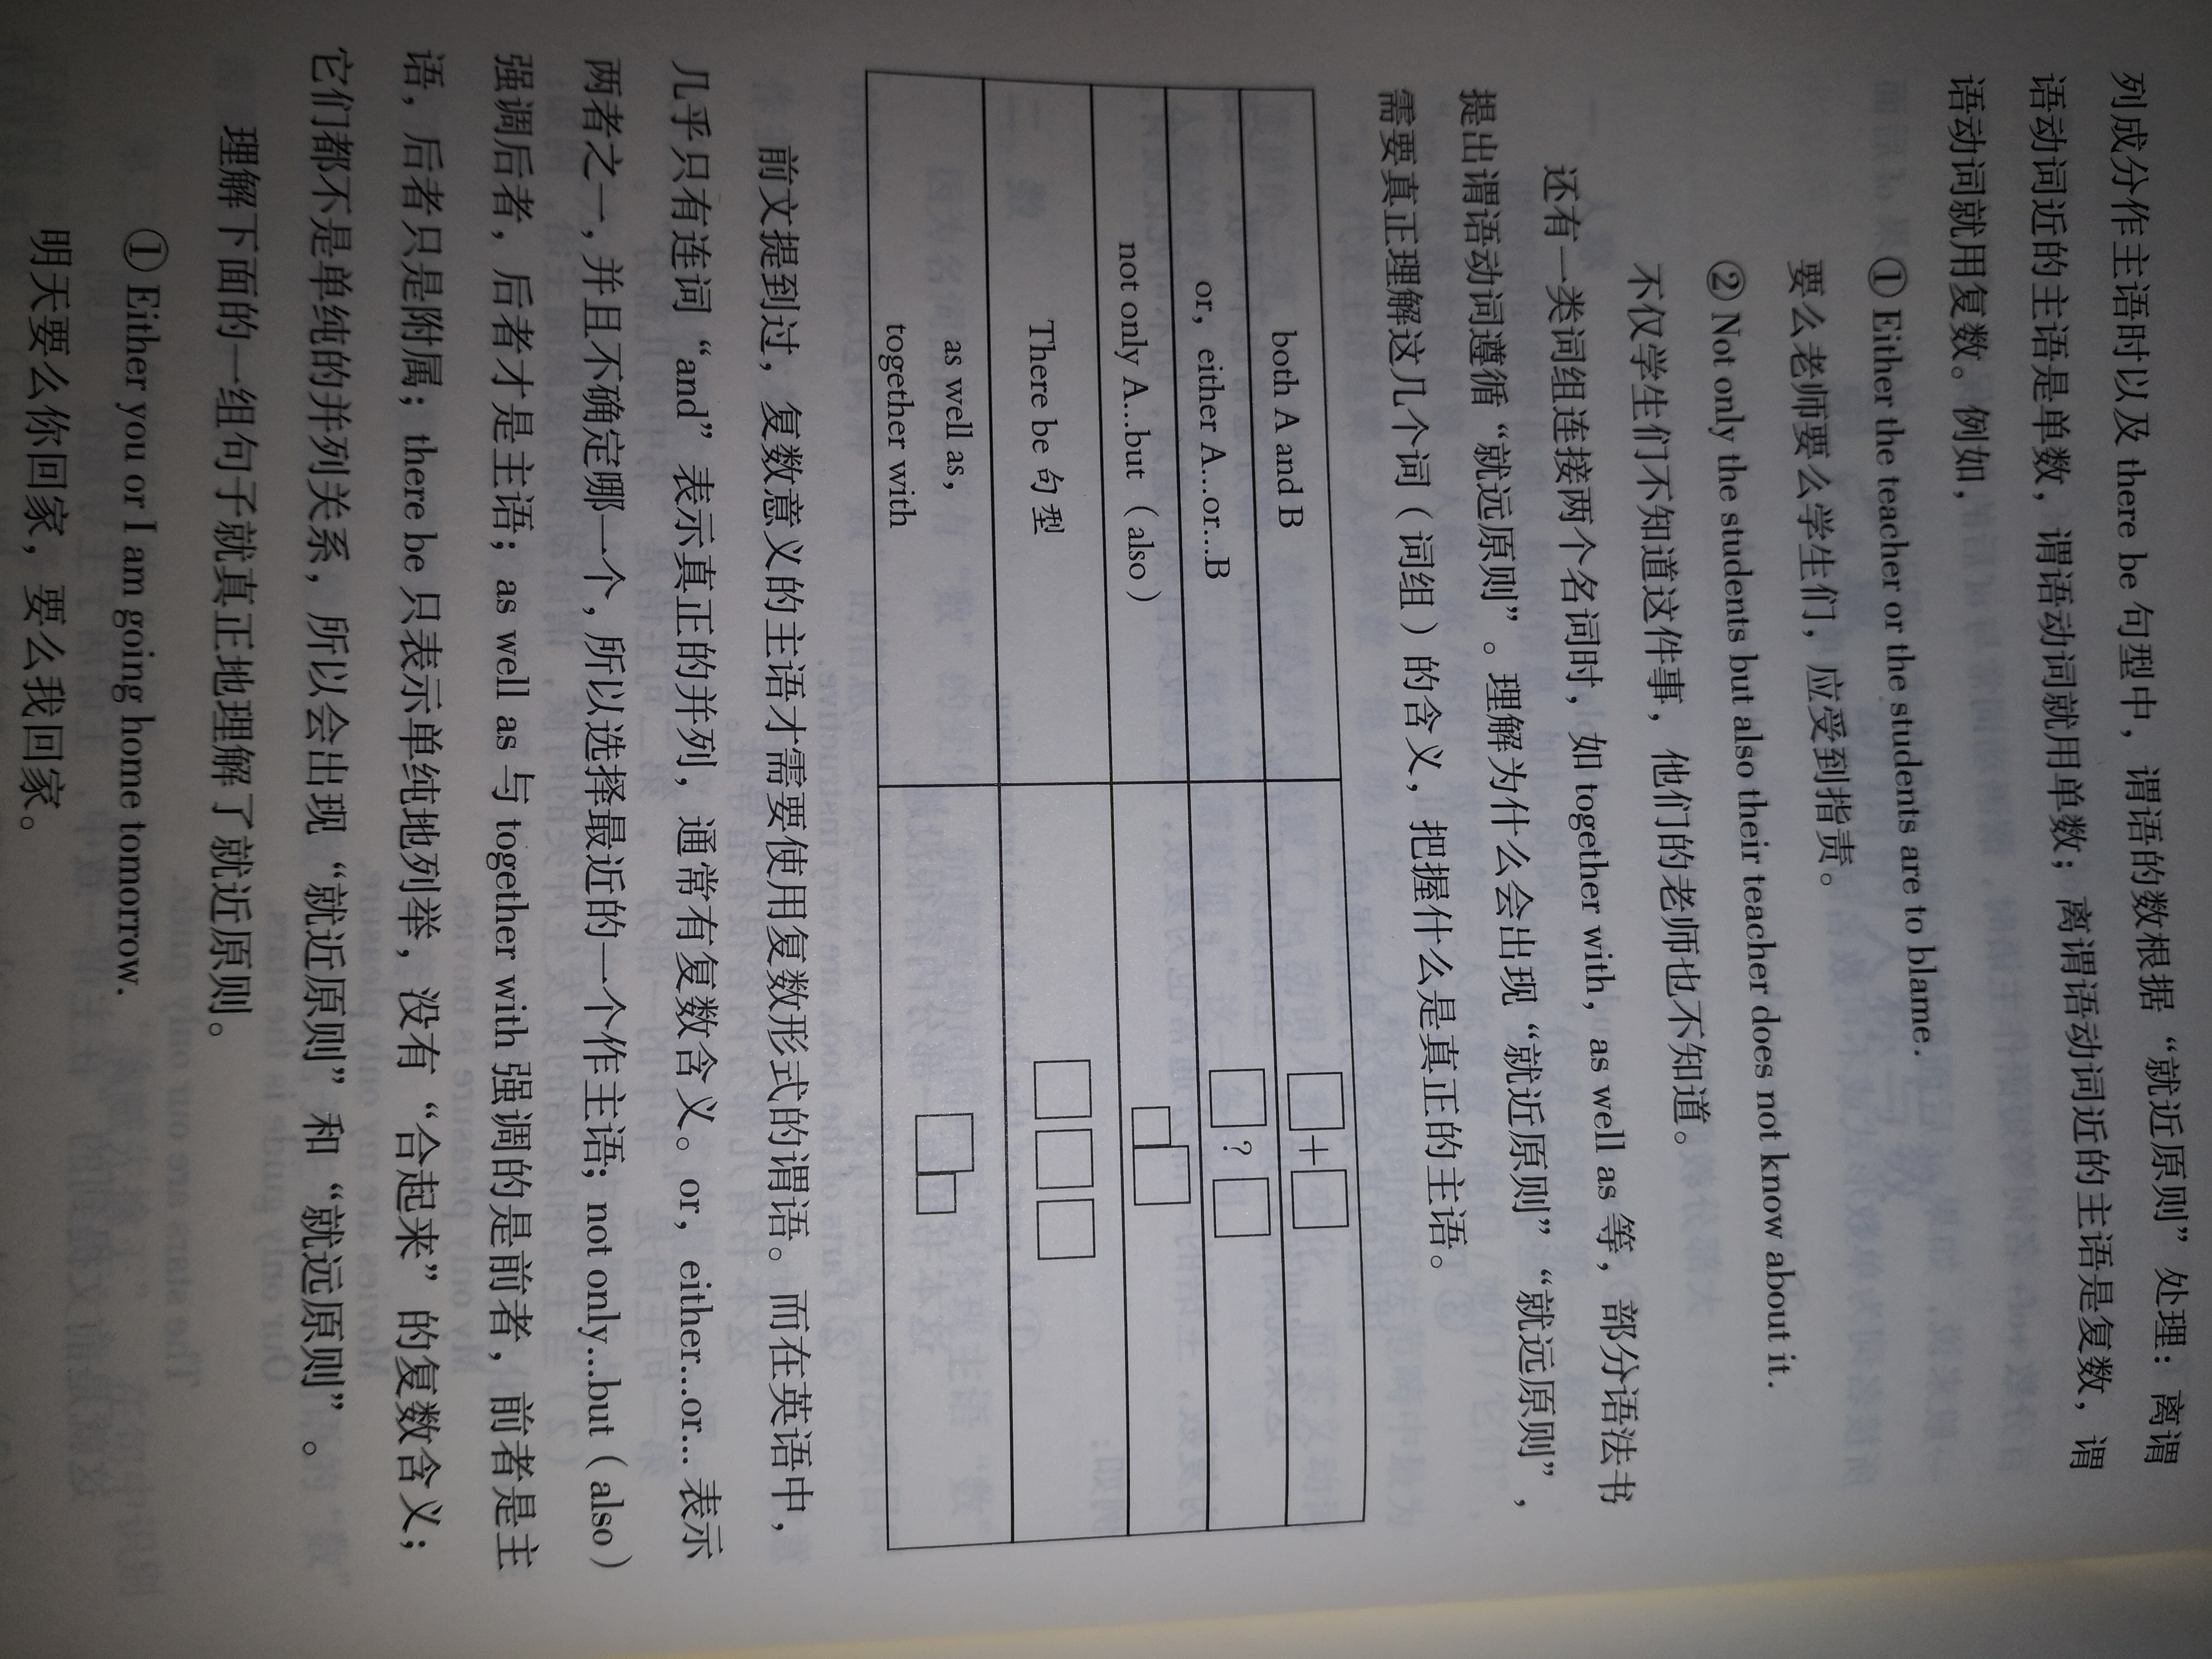 列成分作主语时以及 there be 句型中，谓语的数根据“就近原则”处理：离谓
语动词近的主语是单数，谓语动词就用单数；离谓语动词近的主语是复数，谓
语动词就用复数。例如，
① Either the teacher or the students are to blame.
要么老师要么学生们，应受到指责。
② Not only the students but also their teacher does not know about it.
不仅学生们不知道这件事，他们的老师也不知道。
还有一类词组连接两个名词时，如 together with，as well as 等，部分语法书
提出谓语动词遵循“就远原则”。理解为什么会出现“就近原则”“就远原则”，
需要真正理解这几个词（词组）的含义，把握什么是真正的主语。
both A and B □+□
or，either A...or...B □ ? □
not only A...but （also）
There be 句型
as well as，
together with
前文提到过，复数意义的主语才需要使用复数形式的谓语。而在英语中，
几乎只有连词“and”表示真正的并列，通常有复数含义。or，either...or... 表示
两者之一，并且不确定哪一个，所以选择最近的一个作主语；not only...but（also）
强调后者，后者才是主语；as well as 与 together with 强调的是前者，前者是主
语，后者只是附属；there be 只表示单纯地列举，没有“合起来”的复数含义；
它们都不是单纯的并列关系，所以会出现“就近原则”和“就远原则”。
理解下面的一组句子就真正地理解了就近原则。
① Either you or I am going home tomorrow.
明天要么你回家，要么我回家。